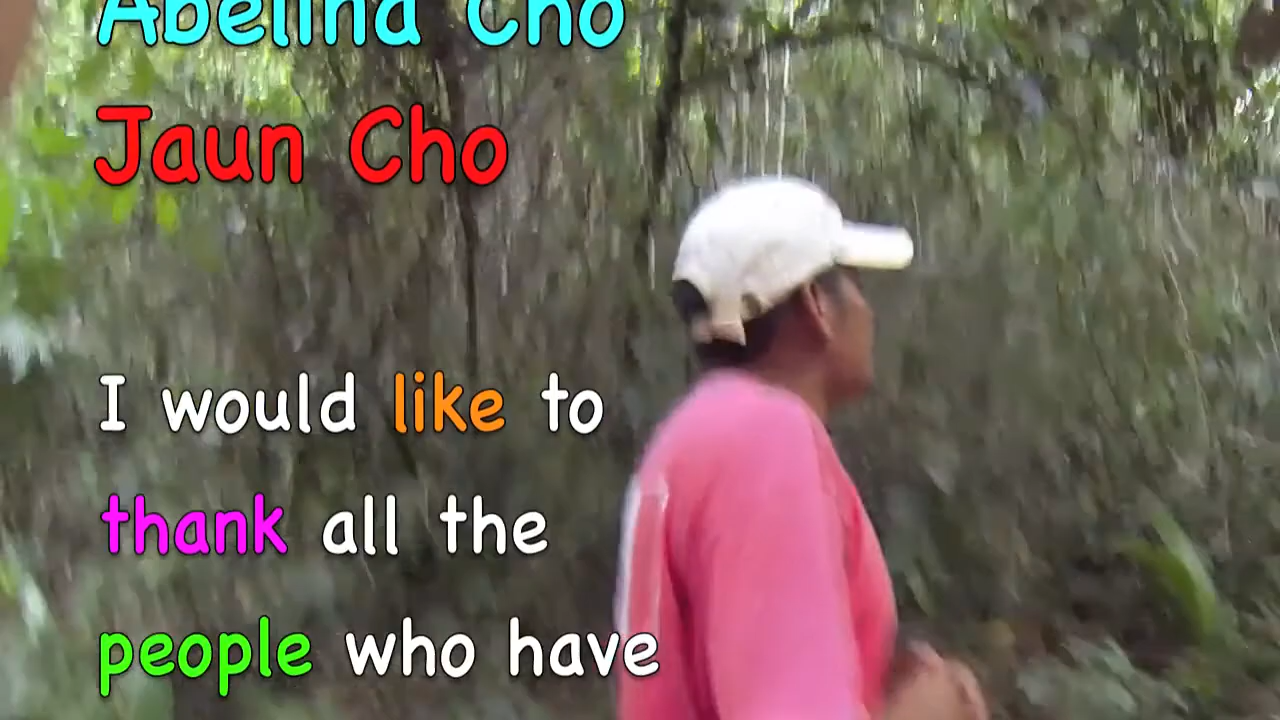 Abelina Cho
Jaun Cho
I would like to
thank all the
people who have